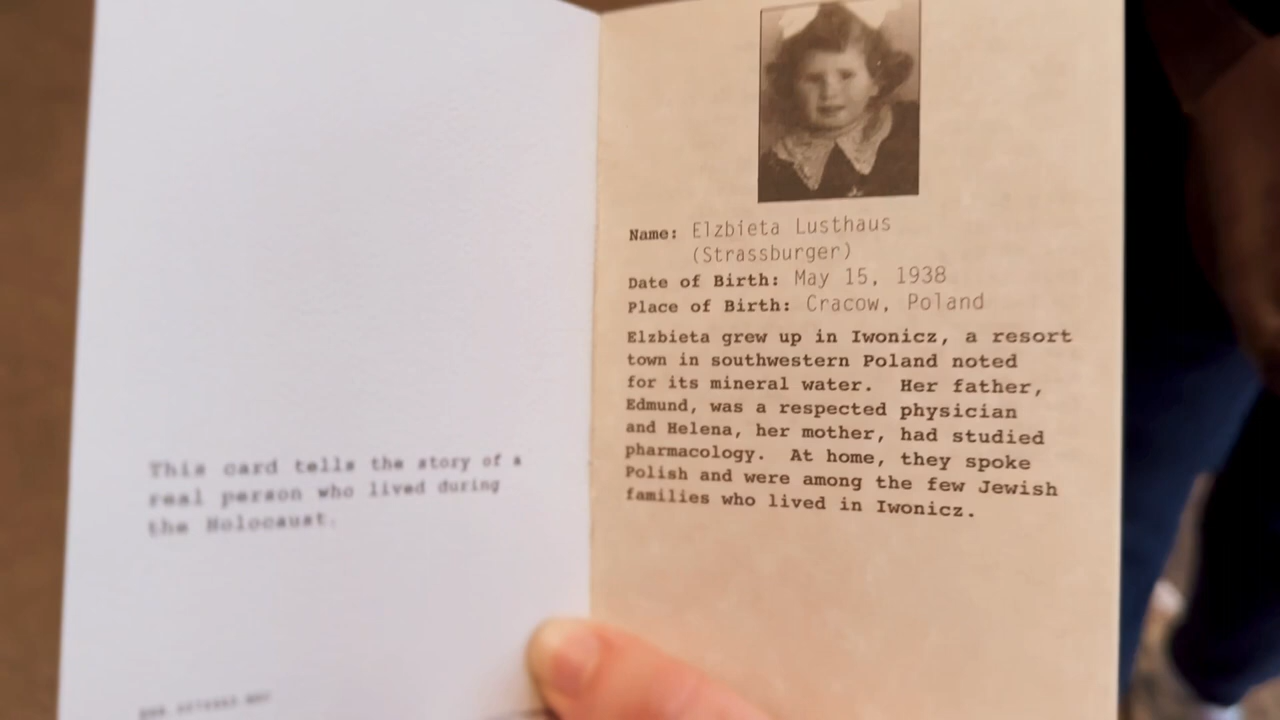 This card tells the story of a
real person who lived during
the Holocaust.
Name: Elzbieta Lusthaus
(Strassburger)
Date of Birth: May 15, 1938
Place of Birth: Cracow, Poland
Elzbieta grew up in Iwonicz, a resort
town in southwestern Poland noted
for its mineral water. Her father,
Edmund, was a respected physician
and Helena, her mother, had studied
pharmacology. At home, they spoke
Polish and were among the few Jewish
families who lived in Iwonicz.